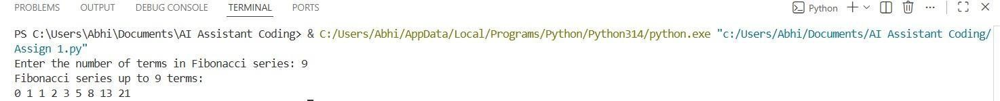 PROBLEMS OUTPUT DEBUG CONSOLE TERMINAL PORTS Python
PS C:\Users\Abhi\Documents\AI Assistant Coding> & C:/Users/Abhi/AppData/Local/Programs/Python/Python314/python.exe "c:/Users/Abhi/Documents/AI Assistant Coding/
Assign 1.py"
Enter the number of terms in Fibonacci series: 9
Fibonacci series up to 9 terms:
0 1 1 2 3 5 8 13 21